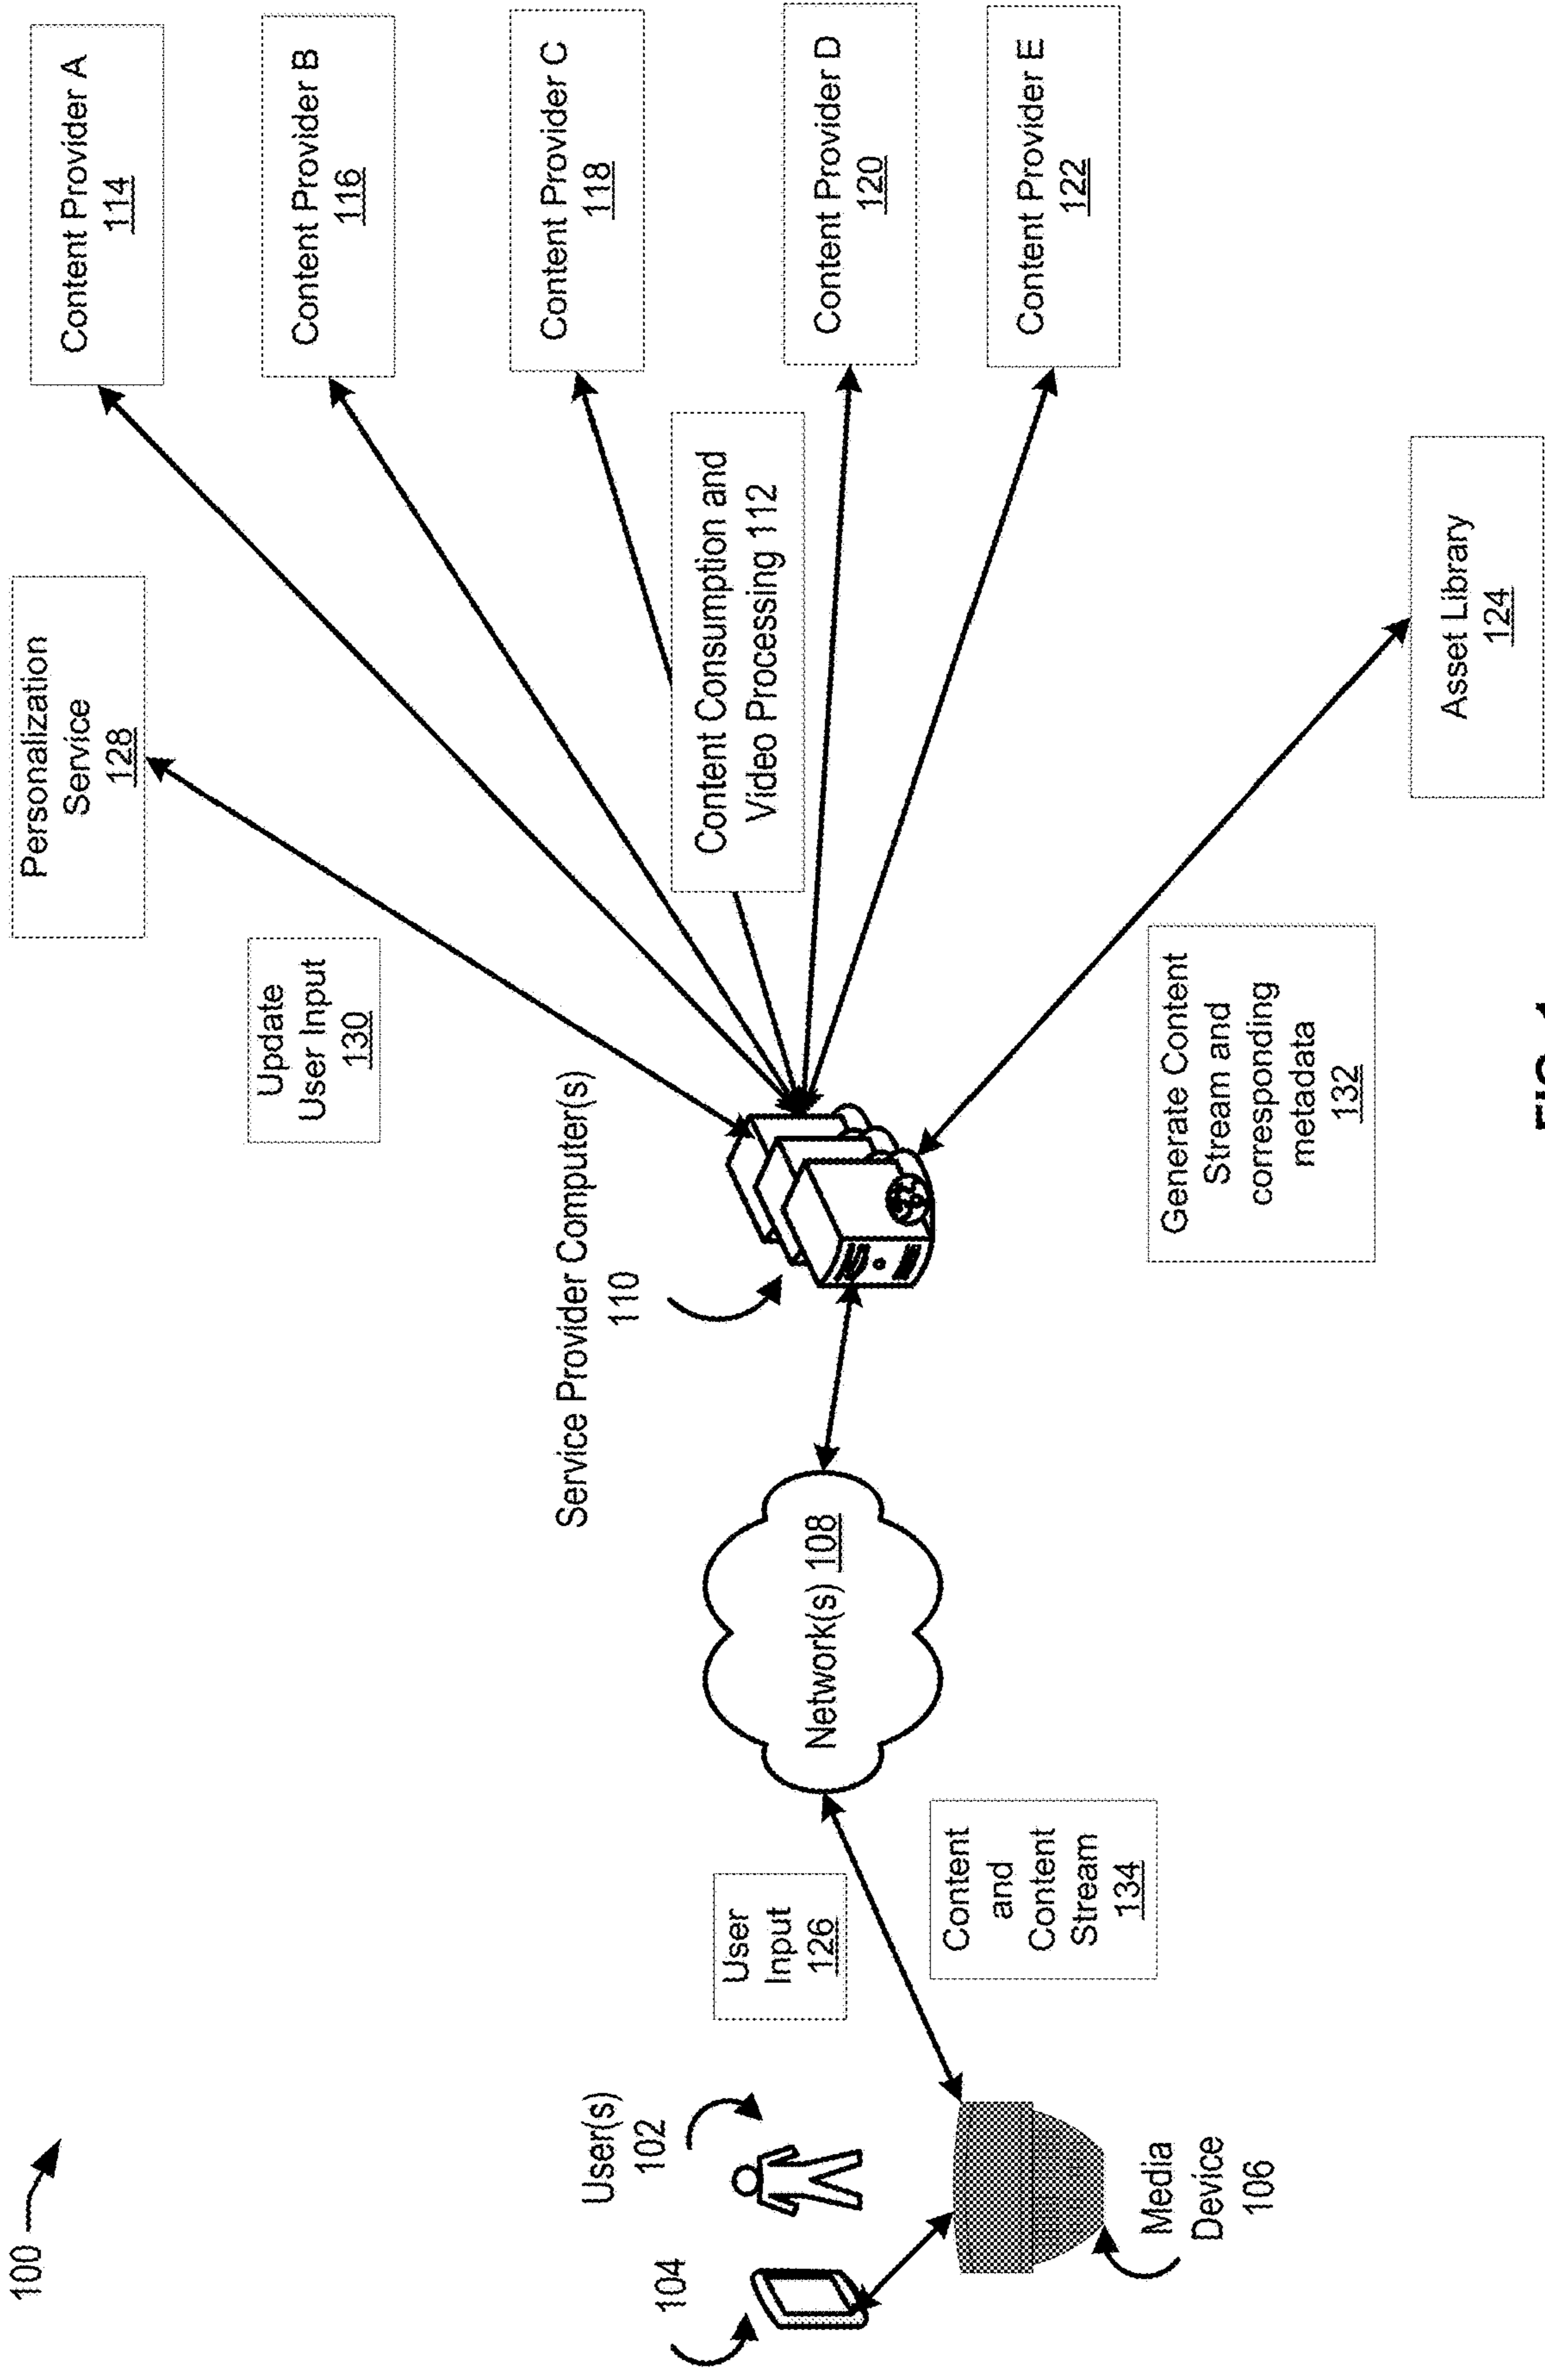 100
Personalization
Service
128
Content Provider A
114
Update
User Input
130
Content Provider B
116
Content Provider C
118
Service Provider Computer(s)
110
Content Consumption and
Video Processing 112
User(s)
102
104
User
Input
126
Network(s) 108
Content Provider D
120
Content
and
Content
Stream
134
Content Provider E
122
Media
Device
106
Generate Content
Stream and
corresponding
metadata
132
Asset Library
124